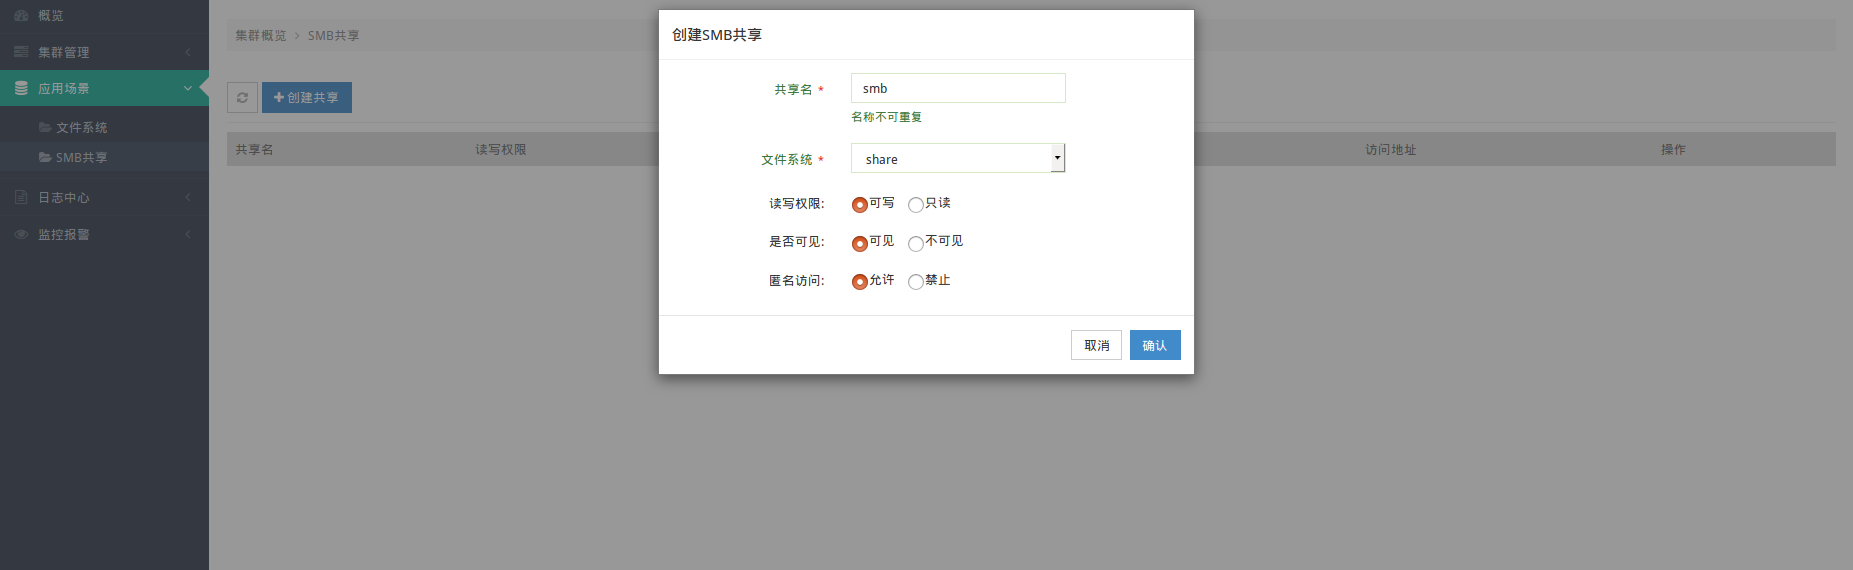 概览
集群管理
应用场景
文件系统
SMB共享
日志中心
监控报警
集群概览 > SMB共享
创建共享
共享名 读写权限 访问地址 操作
创建SMB共享
共享名 * smb
名称不可重复
文件系统 * share
读写权限: 可写 只读
是否可见: 可见 不可见
匿名访问: 允许 禁止
取消 确认